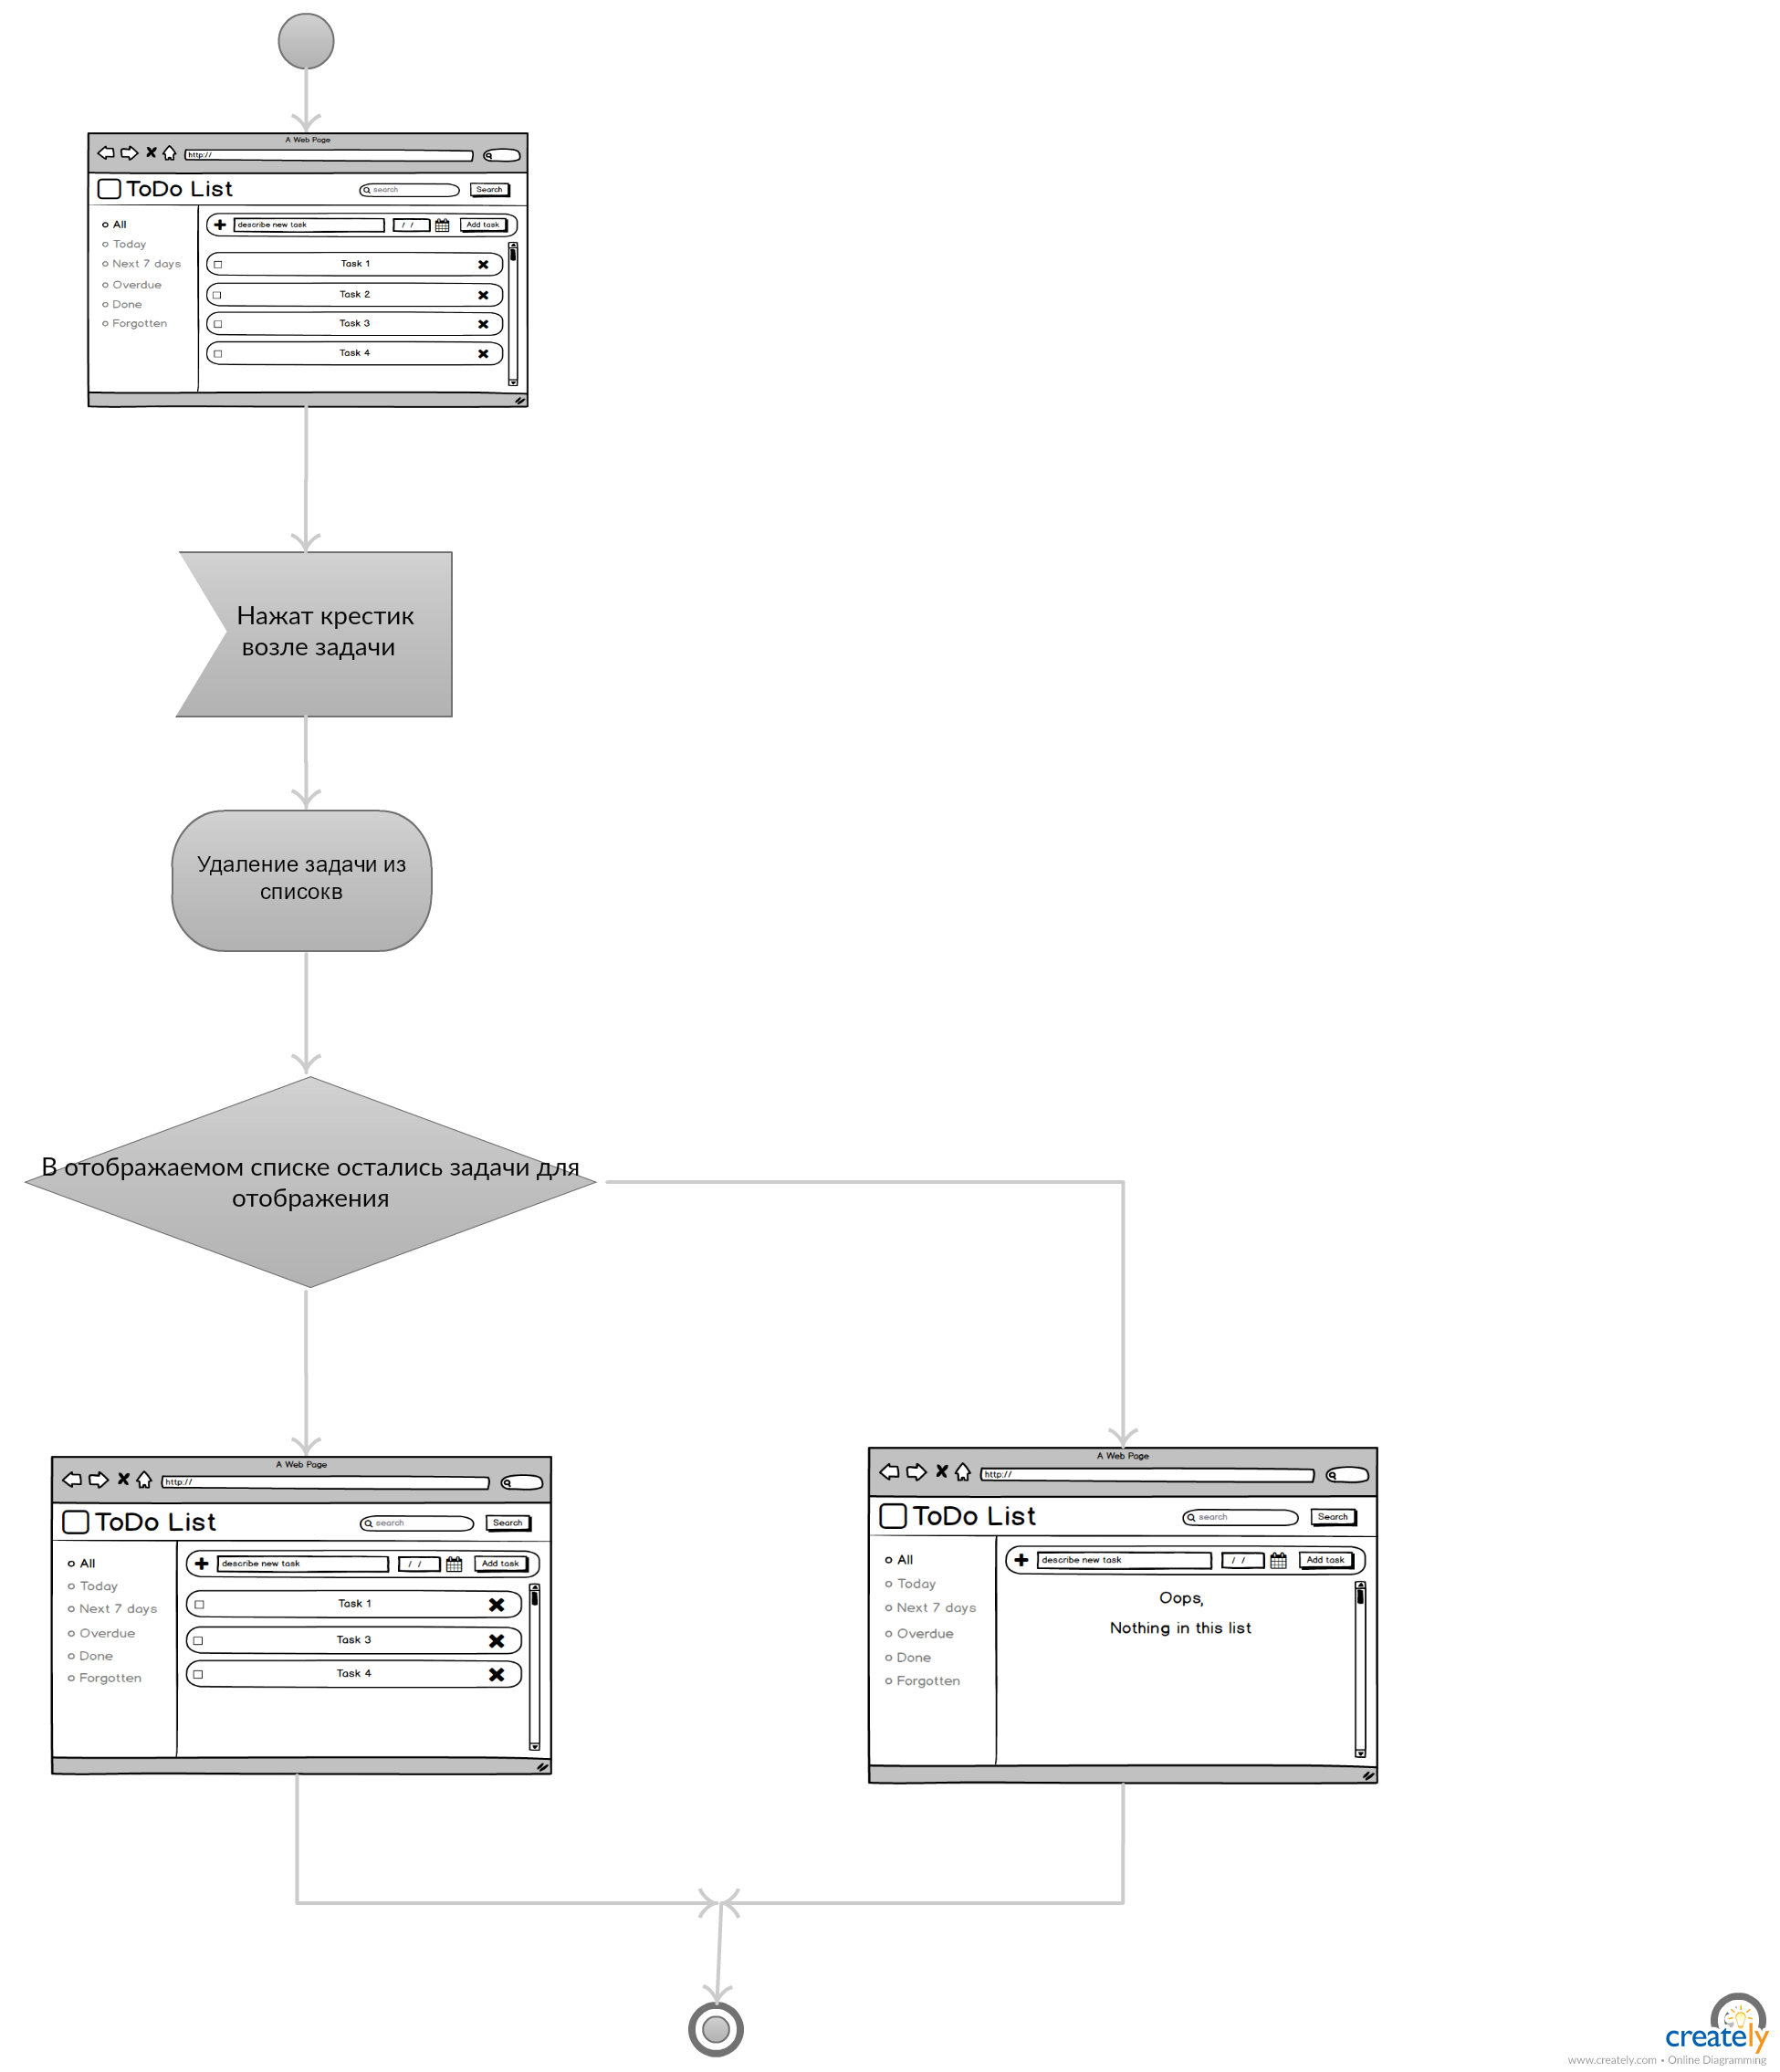 A Web Page
http://
ToDo List
search
Search
All
Today
Next 7 days
Overdue
Done
Forgotten
describe new task
/ /
Add task
Task 1
Task 2
Task 3
Task 4
Нажат крестик
возле задачи
Удаление задачи из
списокв
В отображаемом списке остались задачи для
отображения
A Web Page
http://
ToDo List
search
Search
All
Today
Next 7 days
Overdue
Done
Forgotten
describe new task
/ /
Add task
Task 1
Task 3
Task 4
A Web Page
http://
ToDo List
search
Search
All
Today
Next 7 days
Overdue
Done
Forgotten
describe new task
/ /
Add task
Oops,
Nothing in this list
creately
www.creately.com • Online Diagramming